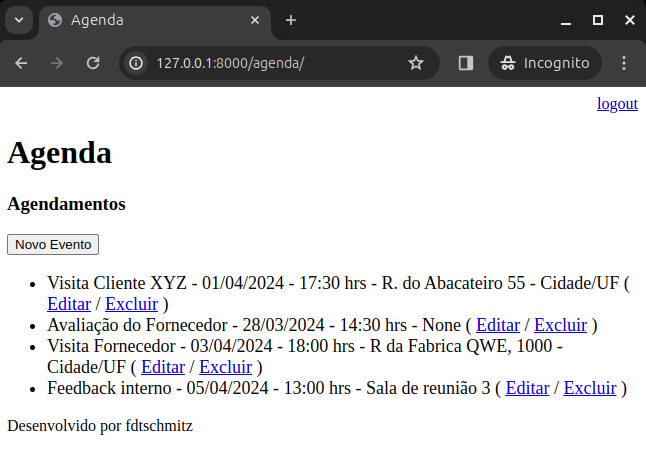 Agenda
127.0.0.1:8000/agenda/
Incognito
logout
Agenda
Agendamentos
Novo Evento
Visita Cliente XYZ - 01/04/2024 - 17:30 hrs - R. do Abacateiro 55 - Cidade/UF (
Editar / Excluir )
Avaliação do Fornecedor - 28/03/2024 - 14:30 hrs - None ( Editar / Excluir )
Visita Fornecedor - 03/04/2024 - 18:00 hrs - R da Fabrica QWE, 1000 -
Cidade/UF ( Editar / Excluir )
Feedback interno - 05/04/2024 - 13:00 hrs - Sala de reunião 3 ( Editar / Excluir )
Desenvolvido por fdtschmitz